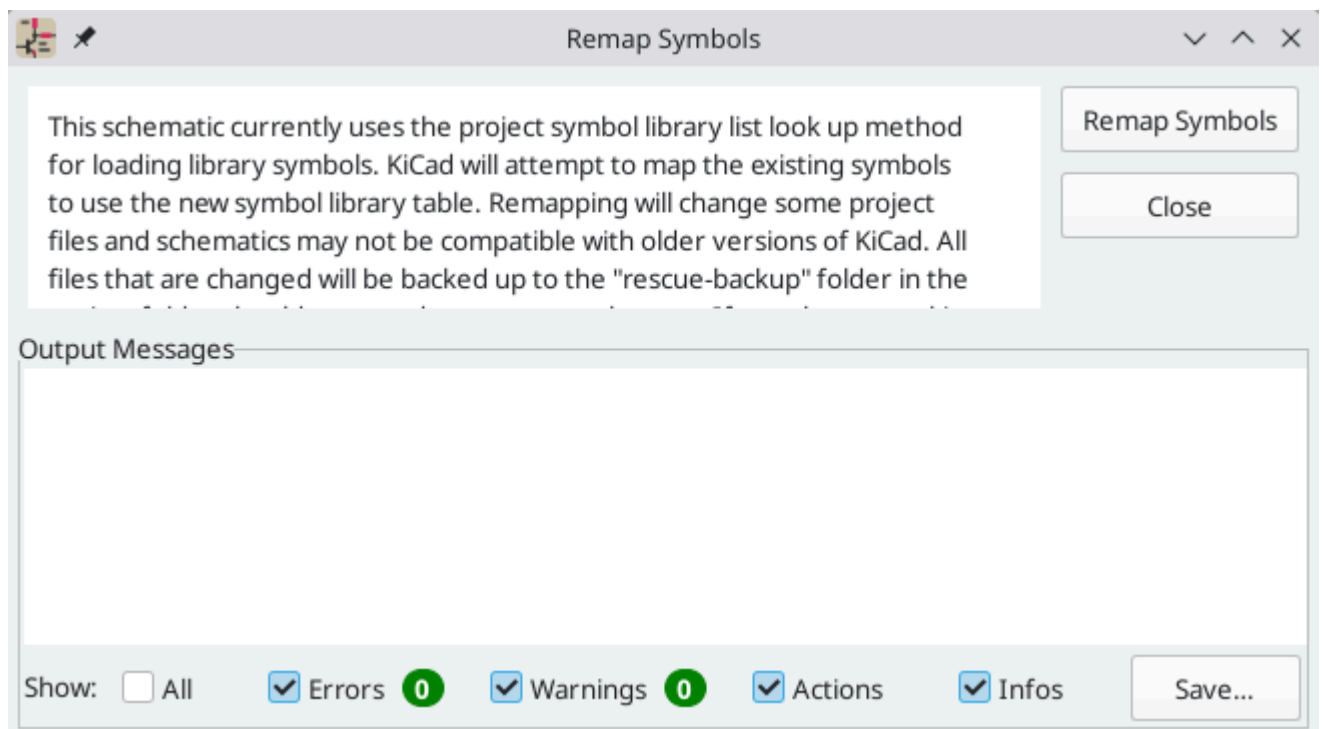 Remap Symbols
This schematic currently uses the project symbol library list look up method
for loading library symbols. KiCad will attempt to map the existing symbols
to use the new symbol library table. Remapping will change some project
files and schematics may not be compatible with older versions of KiCad. All
files that are changed will be backed up to the "rescue-backup" folder in the
Remap Symbols
Close
Output Messages
Show: All Errors 0 Warnings 0 Actions Infos Save...